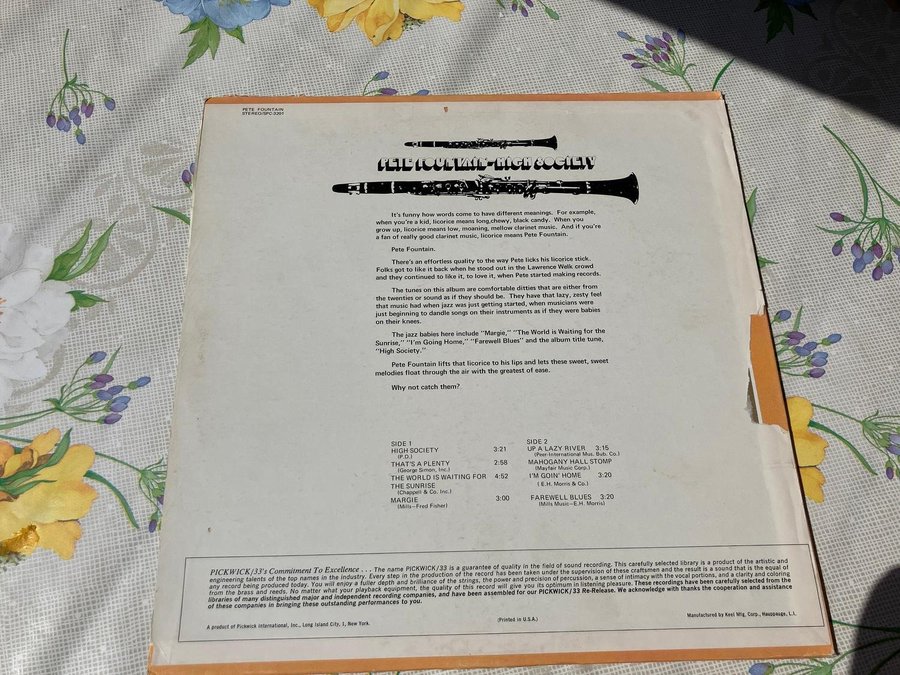 PETE FOUNTAIN
STEREO/SPC-3201
PETE FOUNTAIN-HIGH SOCIETY
It's funny how words come to have different meanings. For example,
when you're a kid, licorice means long,chewy, black candy. When you
grow up, licorice means low, moaning, mellow clarinet music. And if you're
a fan of really good clarinet music, licorice means Pete Fountain.
Pete Fountain.
There's an effortless quality to the way Pete licks his licorice stick.
Folks got to like it back when he stood out in the Lawrence Welk crowd
and they continued to like it, to love it, when Pete started making records.
The tunes on this album are comfortable ditties that are either from
the twenties or sound as if they should be. They have that lazy, zesty feel
that music had when jazz was just getting started, when musicians were
just beginning to dandle songs on their instruments as if they were babies
on their knees.
The jazz babies here include "Margie," "The World is Waiting for the
Sunrise," "I'm Going Home," "Farewell Blues" and the album title tune,
"High Society."
Pete Fountain lifts that licorice to his lips and lets these sweet, sweet
melodies float through the air with the greatest of ease.
Why not catch them?
SIDE 1
HIGH SOCIETY 3:21
(P.D.)
THAT'S A PLENTY 2:58
(George Simon, Inc.)
THE WORLD IS WAITING FOR 4:52
THE SUNRISE
(Chappell & Co. Inc.)
MARGIE 3:00
(Mills—Fred Fisher)
SIDE 2
UP A LAZY RIVER 3:15
(Peer-International Mus. Bub. Co.)
MAHOGANY HALL STOMP
(Mayfair Music Corp.)
I'M GOIN' HOME 3:20
(E.H. Morris & Co.)
FAREWELL BLUES 3:20
(Mills Music—E.H. Morris)
PICKWICK/33's Commitment To Excellence . . . The name PICKWICK/33 is a guarantee of quality in the field of sound recording. This carefully selected library is a product of the artistic and
engineering talents of the top names in the industry. Every step in the production of the record has been taken under the supervision of these craftsmen and the result is a sound that is the equal of
any record being produced today. You will enjoy a fuller depth and brilliance of the strings, the power and precision of percussion, a sense of intimacy with the vocal portions, and a clarity and coloring
from the brass and reeds. No matter what your playback equipment, the quality of this record will give you its optimum in listening pleasure. These recordings have been carefully selected from the
libraries of many distinguished major and independent recording companies, and have been assembled for our PICKWICK/33 Re-Release. We acknowledge with thanks the cooperation and assistance
of these companies in bringing these outstanding performances to you.
A product of Pickwick International, Inc., Long Island City, 1, New York.
(Printed in U.S.A.)
Manufactured by Keel Mfg. Corp., Hauppauge, L.I.